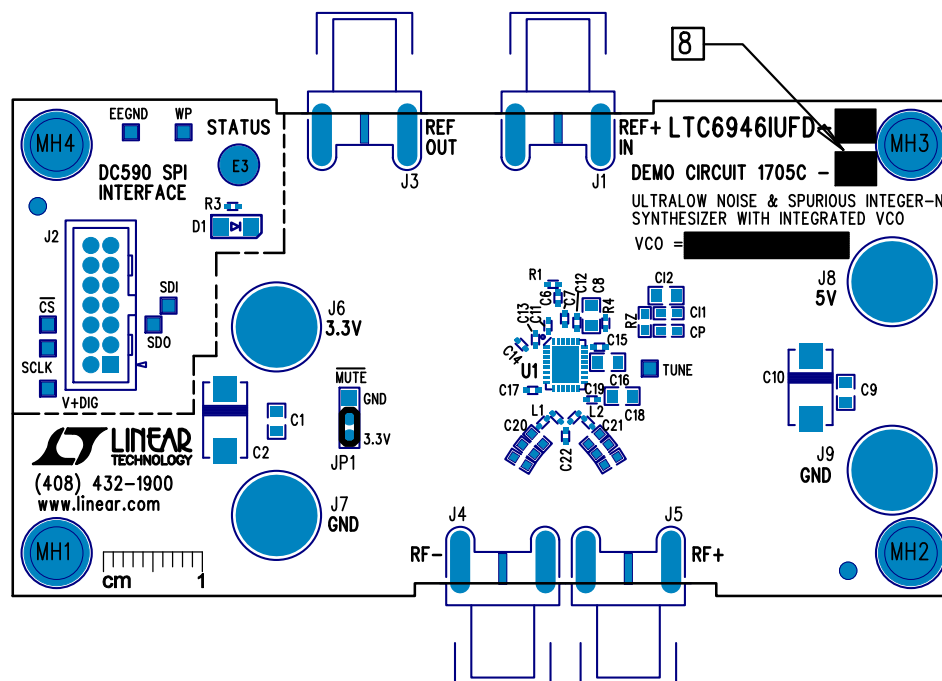 8
EEGND
WP
STATUS
MH4
E3
DC590 SPI
INTERFACE
R3
D1
J2
SDI
CS
SDO
SCLK
V+DIG
REF
OUT
J3
REF+
IN
J1
LTC6946IUFD-
MH3
DEMO CIRCUIT 1705C -
ULTRALOW NOISE & SPURIOUS INTEGER-N
SYNTHESIZER WITH INTEGRATED VCO
VCO =
J8
5V
J6
3.3V
R1
C6
C7
C12
C8
R4
C13
C11
C14
U1
C15
C16
C17
C19
C18
RZ
CI2
CI1
CP
TUNE
L1
L2
C20
C21
C22
MUTE
GND
3.3V
JP1
C1
C2
C10
C9
LINEAR
TECHNOLOGY
(408) 432-1900
www.linear.com
J7
GND
J9
GND
J4
RF-
J5
RF+
MH1
cm
1
MH2